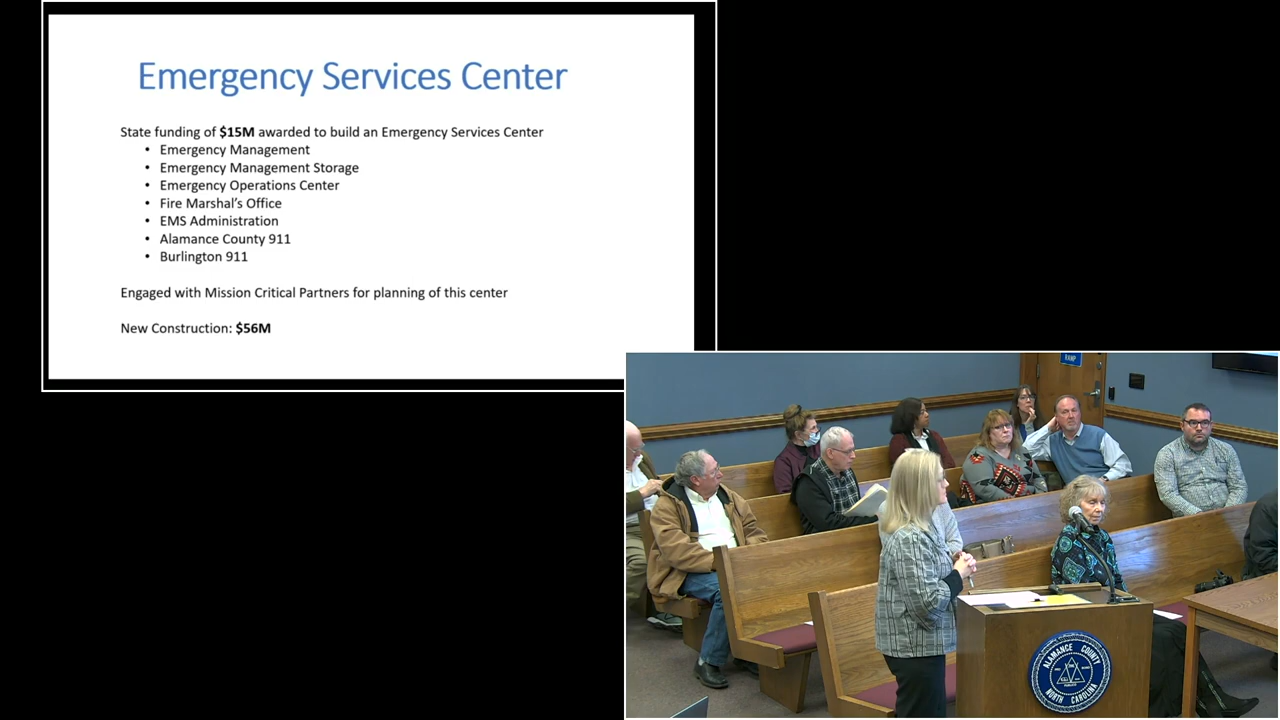 Emergency Services Center
State funding of $15M awarded to build an Emergency Services Center
• Emergency Management
• Emergency Management Storage
• Emergency Operations Center
• Fire Marshal's Office
• EMS Administration
• Alamance County 911
• Burlington 911
Engaged with Mission Critical Partners for planning of this center
New Construction: $56M
RAMP
ALAMANCE COUNTY
NORTH CAROLINA